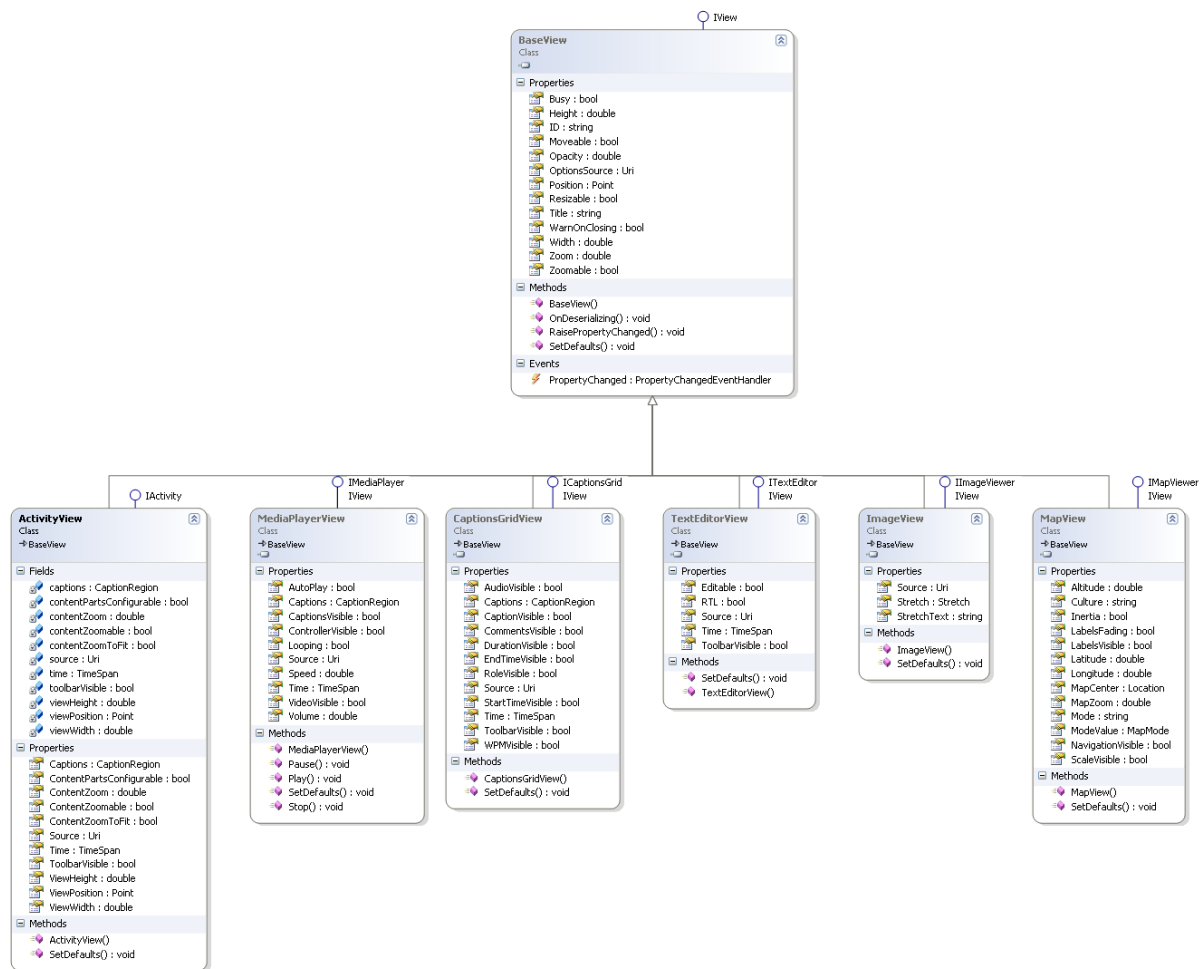 IView
BaseView
Class
Properties
Busy : bool
Height : double
ID : string
Moveable : bool
Opacity : double
OptionsSource : Uri
Position : Point
Resizable : bool
Title : string
WarnOnClosing : bool
Width : double
Zoom : double
Zoomable : bool
Methods
BaseView()
OnDeserializing() : void
RaisePropertyChanged() : void
SetDefaults() : void
Events
PropertyChanged : PropertyChangedEventHandler
IActivity
ActivityView
Class
BaseView
Fields
captions : CaptionRegion
contentPartsConfigurable : bool
contentZoom : double
contentZoomable : bool
contentZoomToFit : bool
source : Uri
time : TimeSpan
toolbarVisible : bool
viewHeight : double
viewPosition : Point
viewWidth : double
Properties
Captions : CaptionRegion
ContentPartsConfigurable : bool
ContentZoom : double
ContentZoomable : bool
ContentZoomToFit : bool
Source : Uri
Time : TimeSpan
ToolbarVisible : bool
ViewHeight : double
ViewPosition : Point
ViewWidth : double
Methods
ActivityView()
SetDefaults() : void
IMediaPlayer
IView
MediaPlayerView
Class
BaseView
Properties
AutoPlay : bool
Captions : CaptionRegion
CaptionsVisible : bool
ControllerVisible : bool
Looping : bool
Source : Uri
Speed : double
Time : TimeSpan
VideoVisible : bool
Volume : double
Methods
MediaPlayerView()
Pause() : void
Play() : void
SetDefaults() : void
Stop() : void
ICaptionsGrid
IView
CaptionsGridView
Class
BaseView
Properties
AudioVisible : bool
Captions : CaptionRegion
CaptionVisible : bool
CommentsVisible : bool
DurationVisible : bool
EndTimeVisible : bool
RoleVisible : bool
Source : Uri
StartTimeVisible : bool
Time : TimeSpan
ToolbarVisible : bool
WPMVisible : bool
Methods
CaptionsGridView()
SetDefaults() : void
ITextEditor
IView
TextEditorView
Class
BaseView
Properties
Editable : bool
RTL : bool
Source : Uri
Time : TimeSpan
ToolbarVisible : bool
Methods
SetDefaults() : void
TextEditorView()
IImageViewer
IView
ImageView
Class
BaseView
Properties
Source : Uri
Stretch : Stretch
StretchText : string
Methods
ImageView()
SetDefaults() : void
IMapViewer
IView
MapView
Class
BaseView
Properties
Altitude : double
Culture : string
Inertia : bool
LabelsFading : bool
LabelsVisible : bool
Latitude : double
Longitude : double
MapCenter : Location
MapZoom : double
Mode : string
ModeValue : MapMode
NavigationVisible : bool
ScaleVisible : bool
Methods
MapView()
SetDefaults() : void